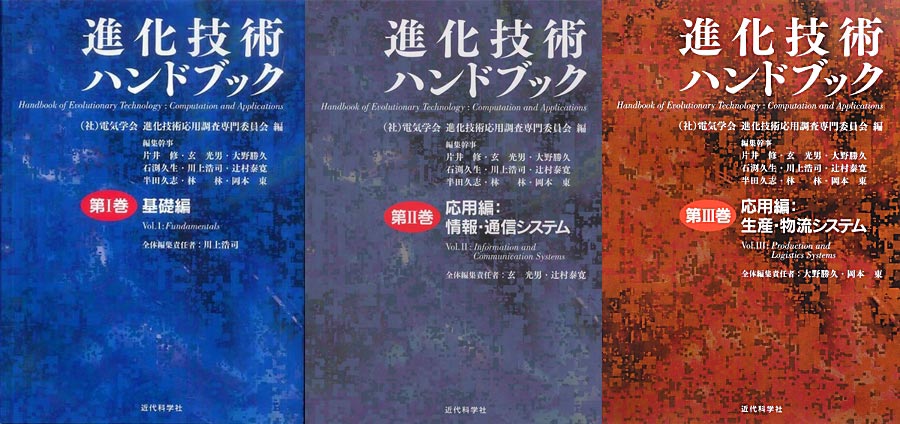 進化技術
ハンドブック
Handbook of Evolutionary Technology : Computation and Applications
(社)電気学会 進化技術応用調査専門委員会 編
編集幹事
片井 修・玄 光男・大野勝久
石渕久生・川上浩司・辻村泰寛
半田久志・林 林・岡本 東
第I巻 基礎編
Vol. I : Fundamentals
全体編集責任者：川上浩司
近代科学社
進化技術
ハンドブック
Handbook of Evolutionary Technology : Computation and Applications
(社)電気学会 進化技術応用調査専門委員会 編
編集幹事
片井 修・玄 光男・大野勝久
石渕久生・川上浩司・辻村泰寛
半田久志・林 林・岡本 東
第II巻 応用編：
情報・通信システム
Vol. II : Information and
Communication Systems
全体編集責任者：玄 光男・辻村泰寛
近代科学社
進化技術
ハンドブック
Handbook of Evolutionary Technology : Computation and Applications
(社)電気学会 進化技術応用調査専門委員会 編
編集幹事
片井 修・玄 光男・大野勝久
石渕久生・川上浩司・辻村泰寛
半田久志・林 林・岡本 東
第III巻 応用編：
生産・物流システム
Vol. III : Production and
Logistics Systems
全体編集責任者：大野勝久・岡本 東
近代科学社